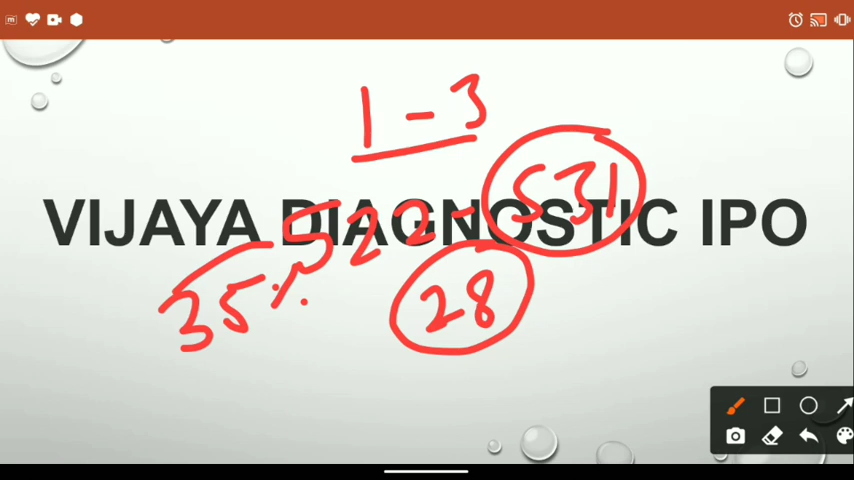 1 - 3
VIJAYA DIAGNOSTIC IPO
522 - 531
35%
28